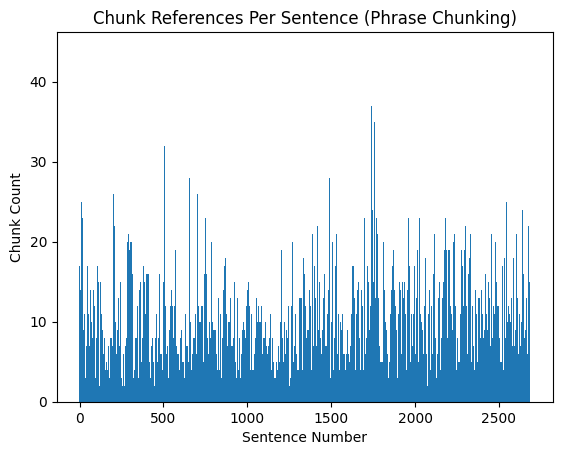 Chunk References Per Sentence (Phrase Chunking)
40
30
20
10
0
Chunk Count
0 500 1000 1500 2000 2500
Sentence Number